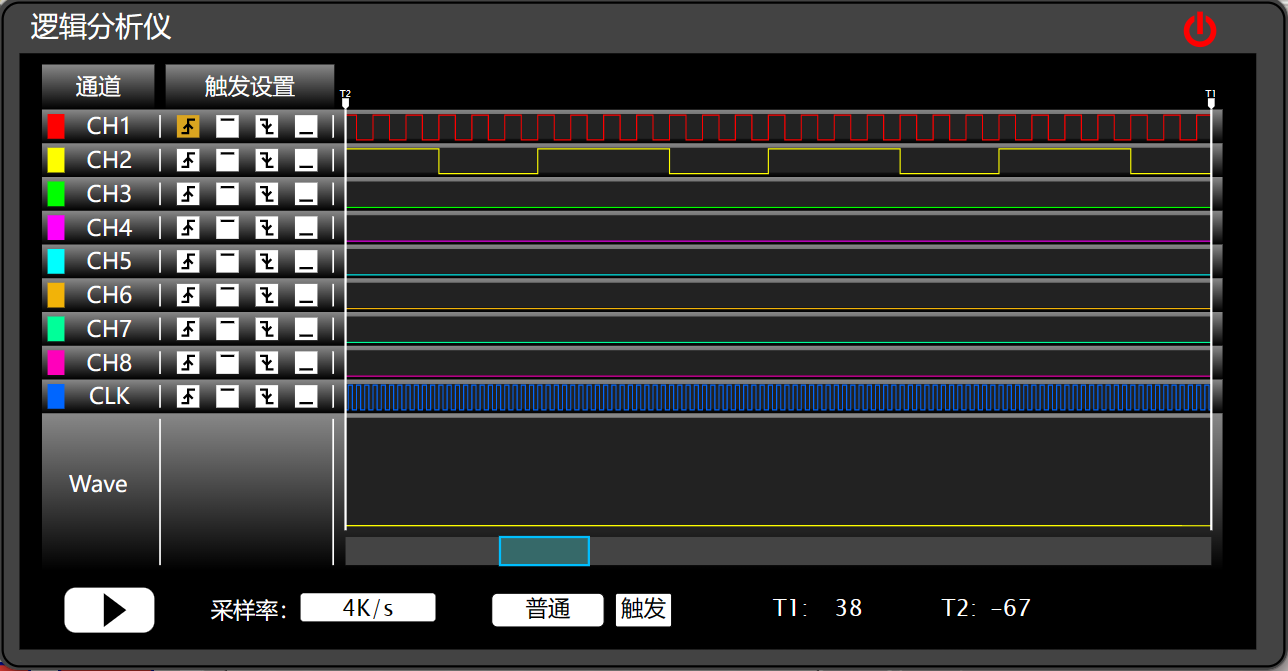 逻辑分析仪
通道 触发设置
T2 T1
CH1
CH2
CH3
CH4
CH5
CH6
CH7
CH8
CLK
Wave
采样率： 4K/s 普通 触发 T1: 38 T2: -67